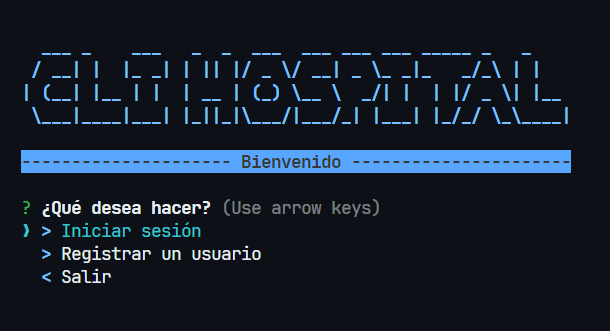 CLI HOSPITAL
----------------------- Bienvenido -----------------------
? ¿Qué desea hacer? (Use arrow keys)
❯ > Iniciar sesión
> Registrar un usuario
< Salir